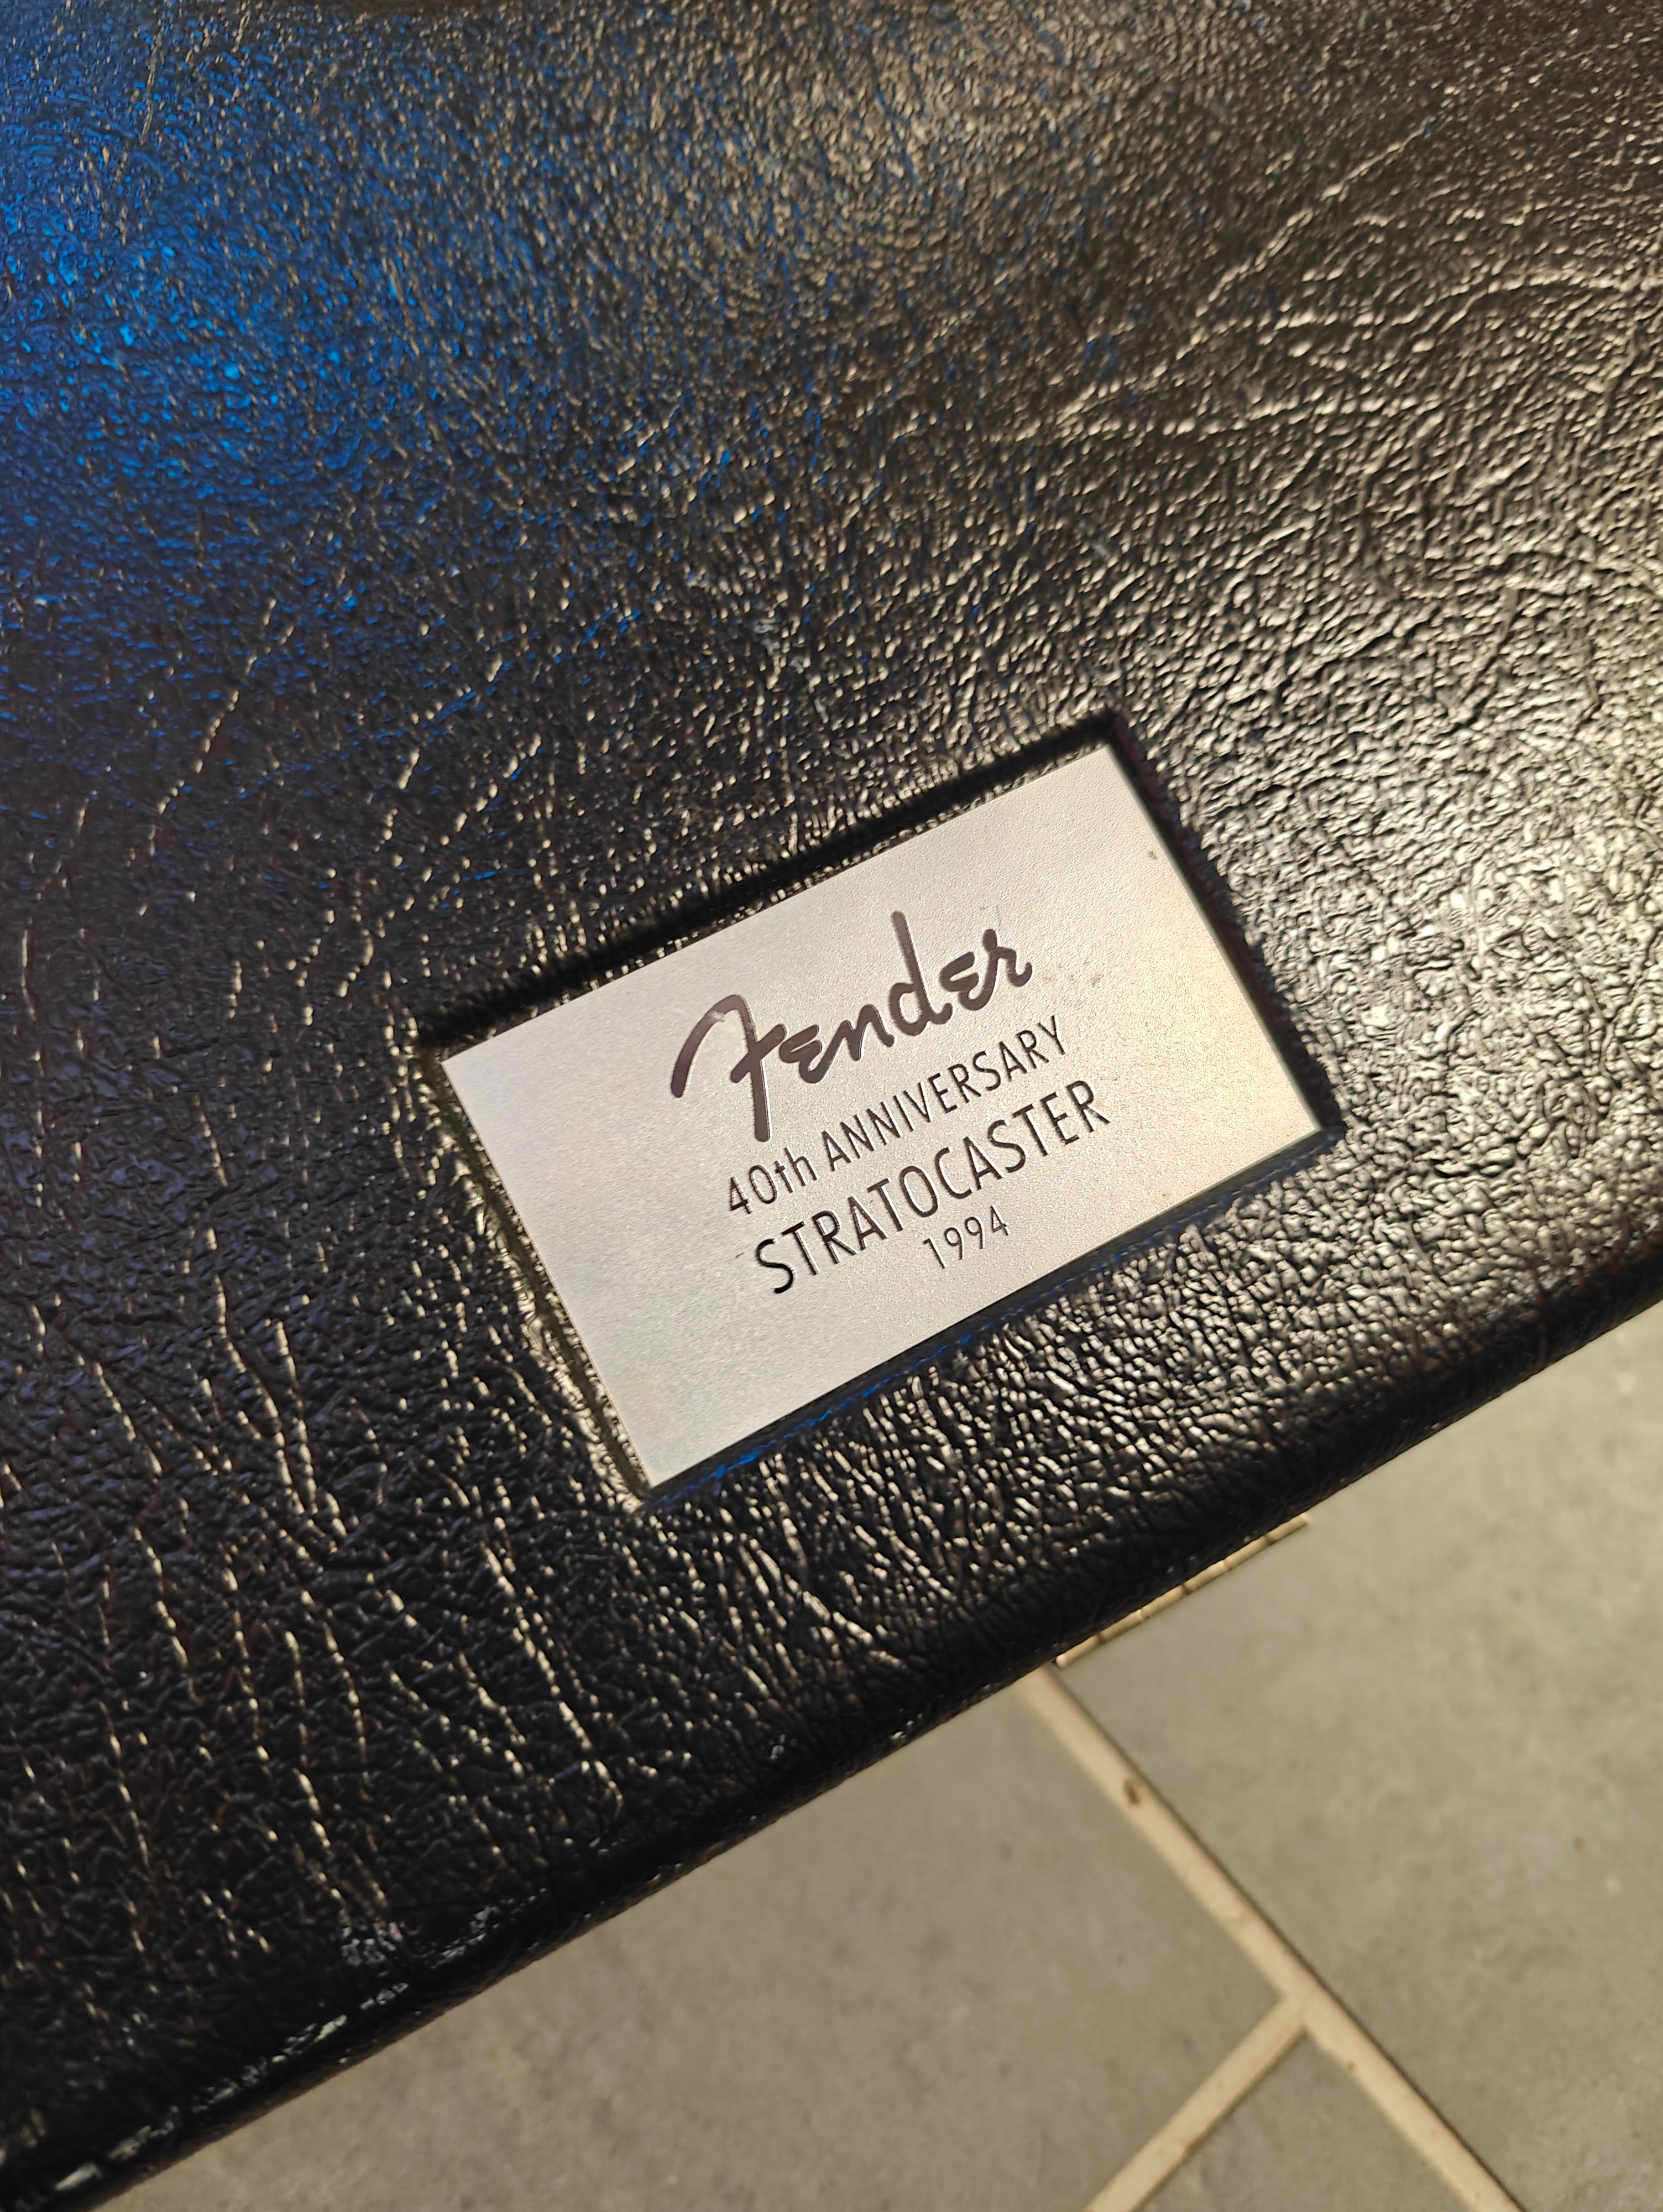 Fender
40th ANNIVERSARY
STRATOCASTER
1994